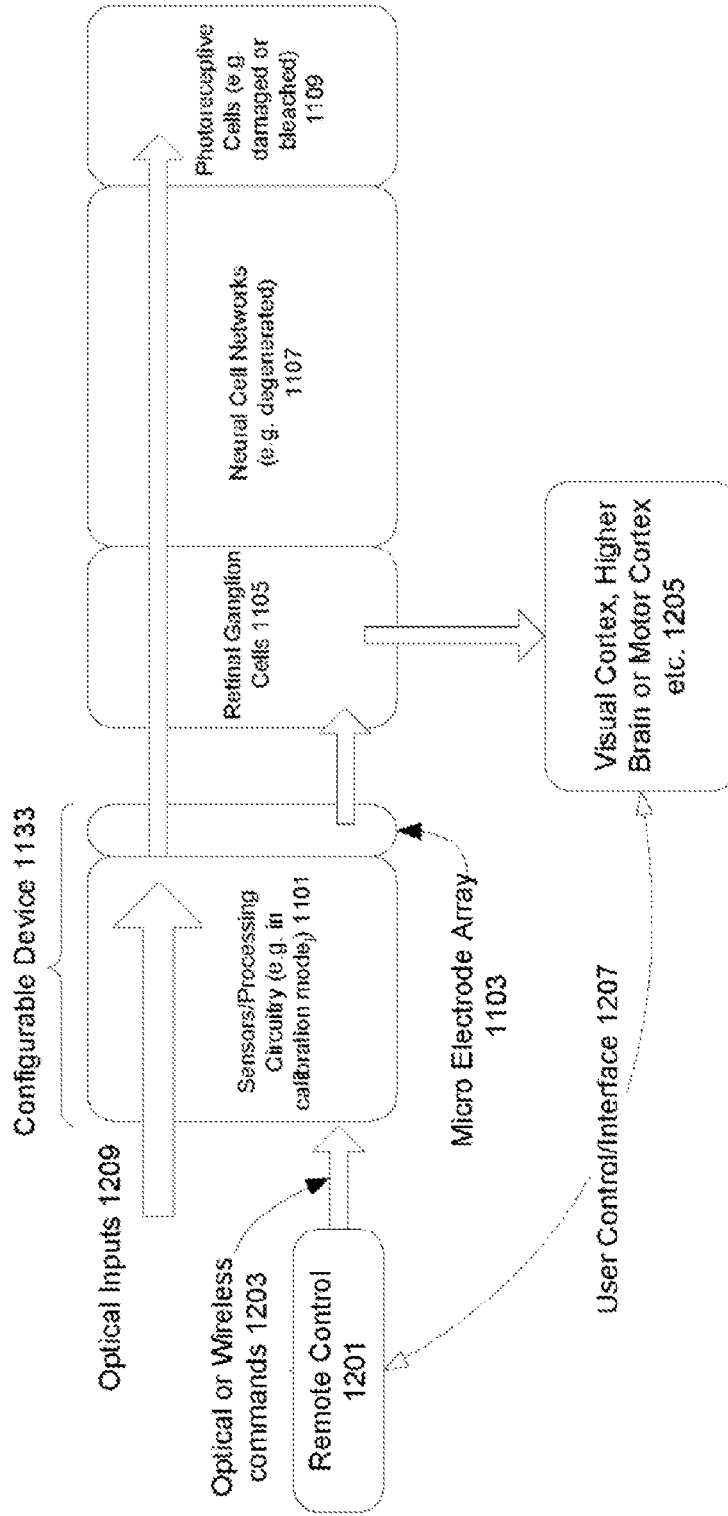 Configurable Device 1133
Optical Inputs 1209
Sensors/Processing
Circuitry (e.g. in
calibration mode,) 1101
Retinal Ganglion
Cells 1105
Neural Cell Networks
(e.g. degenerated)
1107
Photoreceptive
Cells (e.g.
damaged or
bleached)
1109
Optical or Wireless
commands 1203
Remote Control
1201
Micro Electrode Array
1103
User Control/Interface 1207
Visual Cortex, Higher
Brain or Motor Cortex
etc. 1205